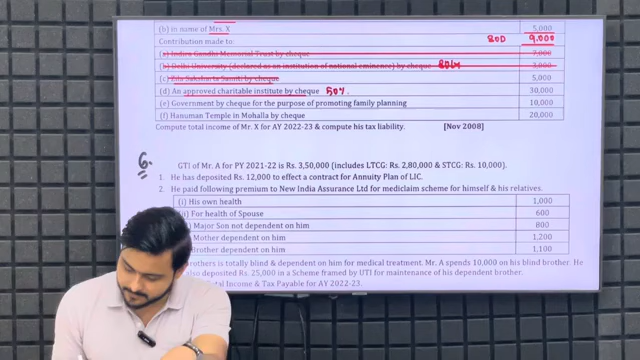 (b) in name of Mrs. X 5,000
Contribution made to: 80D 9.000
(a) Indira Gandhi Memorial Trust by cheque 7,000
(b) Delhi University (declared as an institution of national eminence) by cheque 3,000
(c) Zila Saksharta Samiti by cheque 5,000
(d) An approved charitable institute by cheque 50% 30,000
(e) Government by cheque for the purpose of promoting family planning 10,000
(f) Hanuman Temple in Mohalla by cheque 20,000
Compute total income of Mr. X for AY 2022-23 & compute his tax liability. [Nov 2008]
6.
GTI of Mr. A for PY 2021-22 is Rs. 3,50,000 (includes LTCG: Rs. 2,80,000 & STCG: Rs. 10,000).
1. He has deposited Rs. 12,000 to effect a contract for Annuity Plan of LIC.
2. He paid following premium to New India Assurance Ltd for mediclaim scheme for himself & his relatives.
(i) His own health 1,000
For health of Spouse 600
Major Son not dependent on him 800
Mother dependent on him 1,200
Brother dependent on him 1,100
brothers is totally blind & dependent on him for medical treatment. Mr. A spends 10,000 on his blind brother. He
also deposited Rs. 25,000 in a Scheme framed by UTI for maintenance of his dependent brother.
Income & Tax Payable for AY 2022-23.